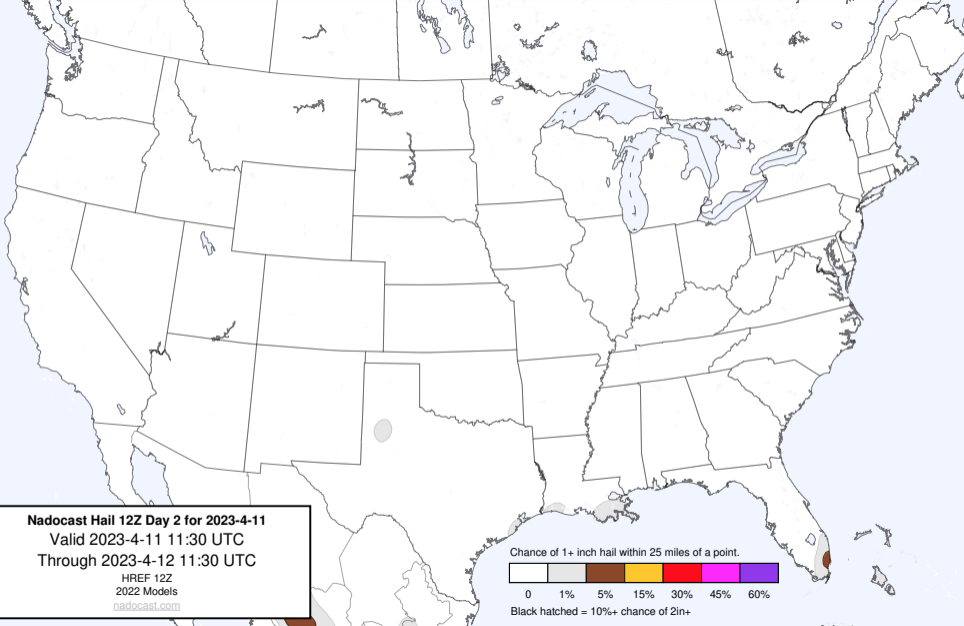 Nadocast Hail 12Z Day 2 for 2023-4-11
Valid 2023-4-11 11:30 UTC
Through 2023-4-12 11:30 UTC
HREF 12Z
2022 Models
nadocast.com
Chance of 1+ inch hail within 25 miles of a point.
0 1% 5% 15% 30% 45% 60%
Black hatched = 10%+ chance of 2in+